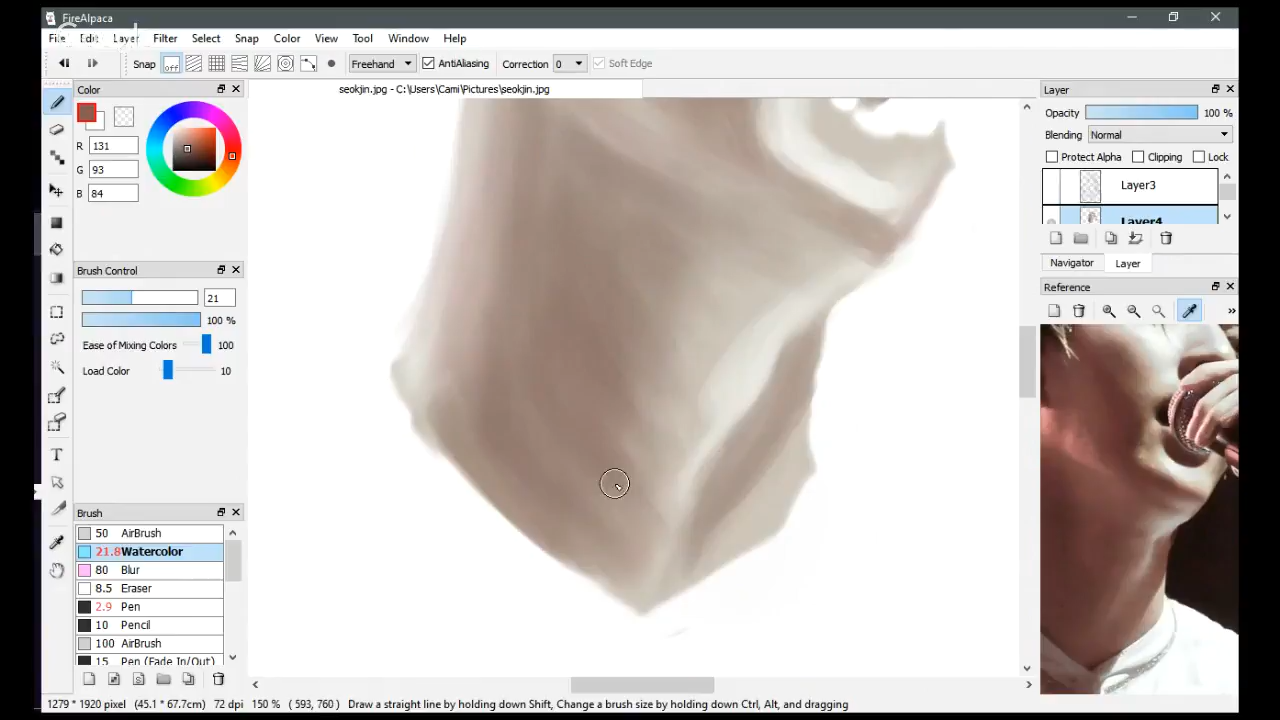 FireAlpaca
Google
File Edit Layer Filter Select Snap Color View Tool Window Help
Snap off Freehand AntiAliasing Correction 0 Soft Edge
Color
seokjin.jpg - C:\Users\Cami\Pictures\seokjin.jpg
Layer
R 131
G 93
B 84
Opacity 100 %
Blending Normal
Protect Alpha Clipping Lock
Layer3
Layer4
Navigator Layer
Brush Control
21
100 %
Ease of Mixing Colors 100
Load Color 10
Reference
»
Brush
50 AirBrush
21.8 Watercolor
80 Blur
8.5 Eraser
2.9 Pen
10 Pencil
100 AirBrush
15 Pen (Fade In/Out)
1279 * 1920 pixel (45.1 * 67.7cm) 72 dpi 150 % ( 593, 760 ) Draw a straight line by holding down Shift, Change a brush size by holding down Ctrl, Alt, and dragging